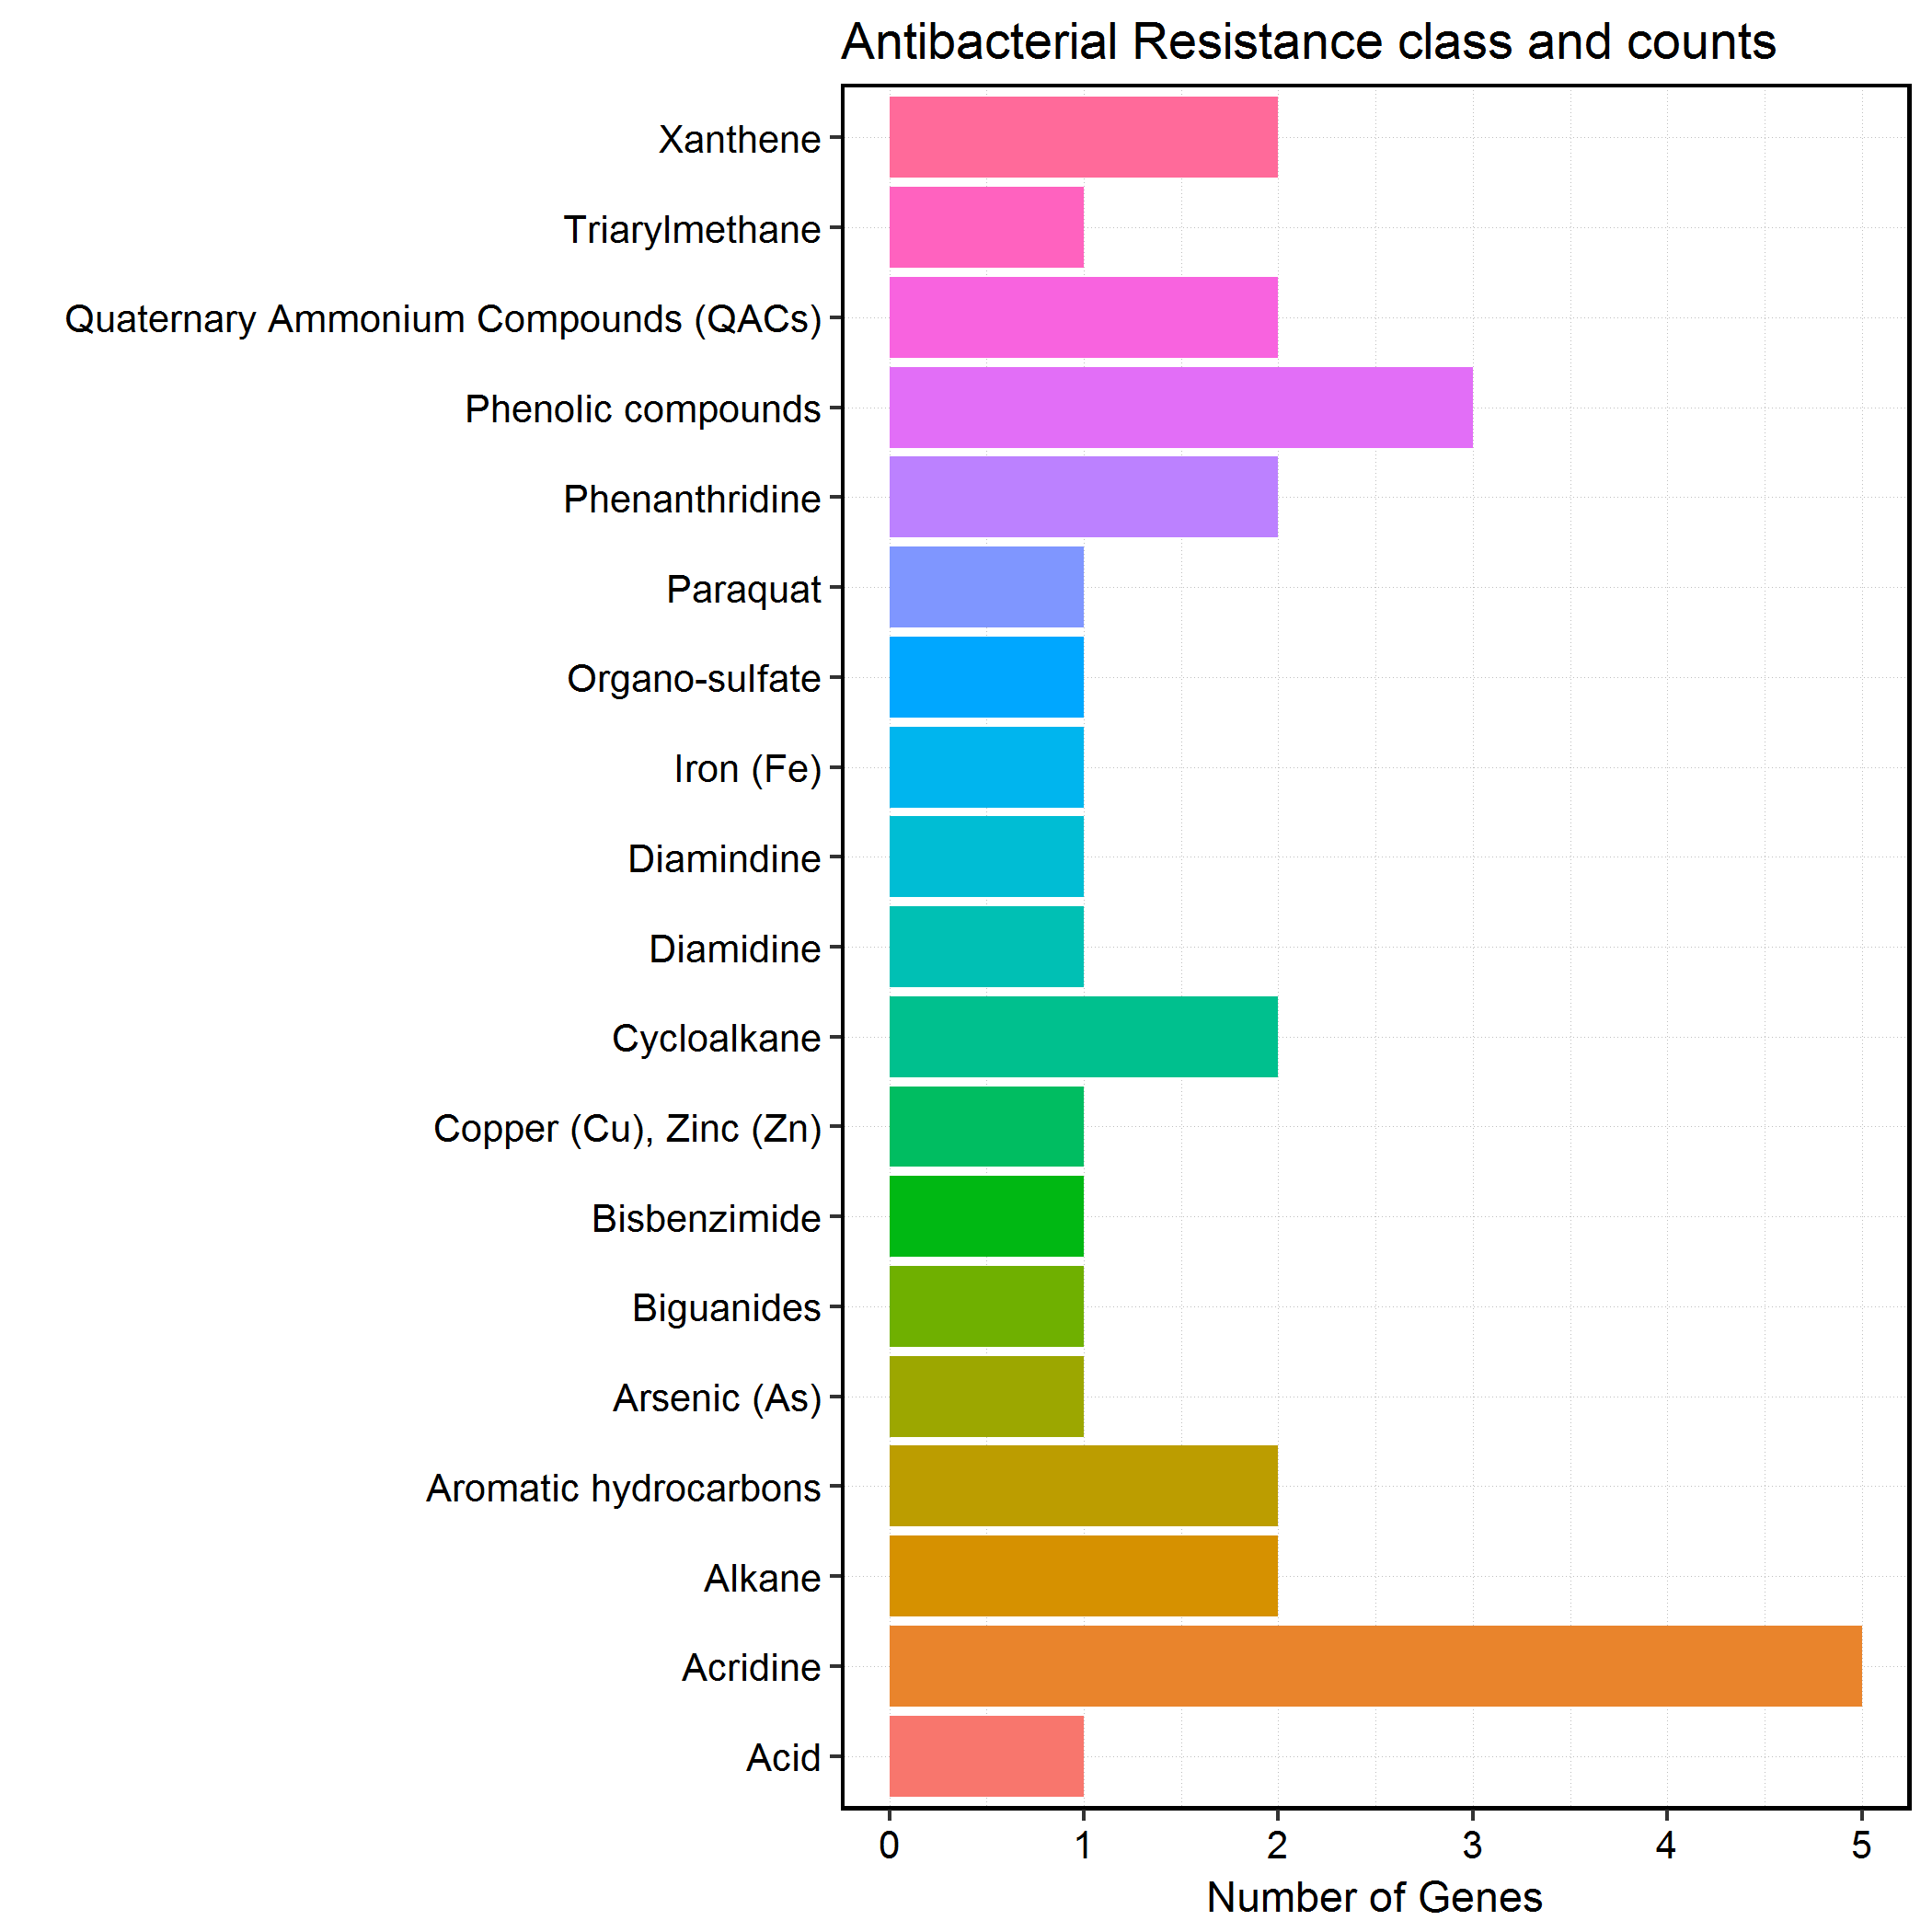 Antibacterial Resistance class and counts
Xanthene
Triarylmethane
Quaternary Ammonium Compounds (QACs)
Phenolic compounds
Phenanthridine
Paraquat
Organo-sulfate
Iron (Fe)
Diamindine
Diamidine
Cycloalkane
Copper (Cu), Zinc (Zn)
Bisbenzimide
Biguanides
Arsenic (As)
Aromatic hydrocarbons
Alkane
Acridine
Acid
0 1 2 3 4 5
Number of Genes